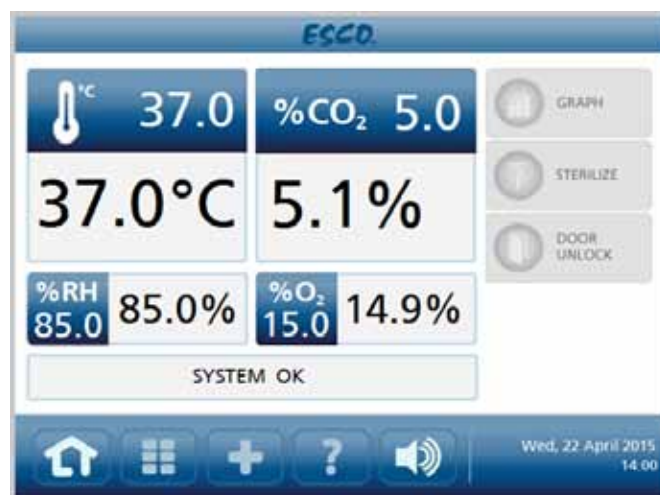 ESCO.
°C 37.0
%CO₂ 5.0
GRAPH
37.0°C
5.1%
STERILIZE
DOOR
UNLOCK
%RH
85.0
85.0%
%O₂
15.0
14.9%
SYSTEM OK
?
Wed, 22 April 2015
14:00